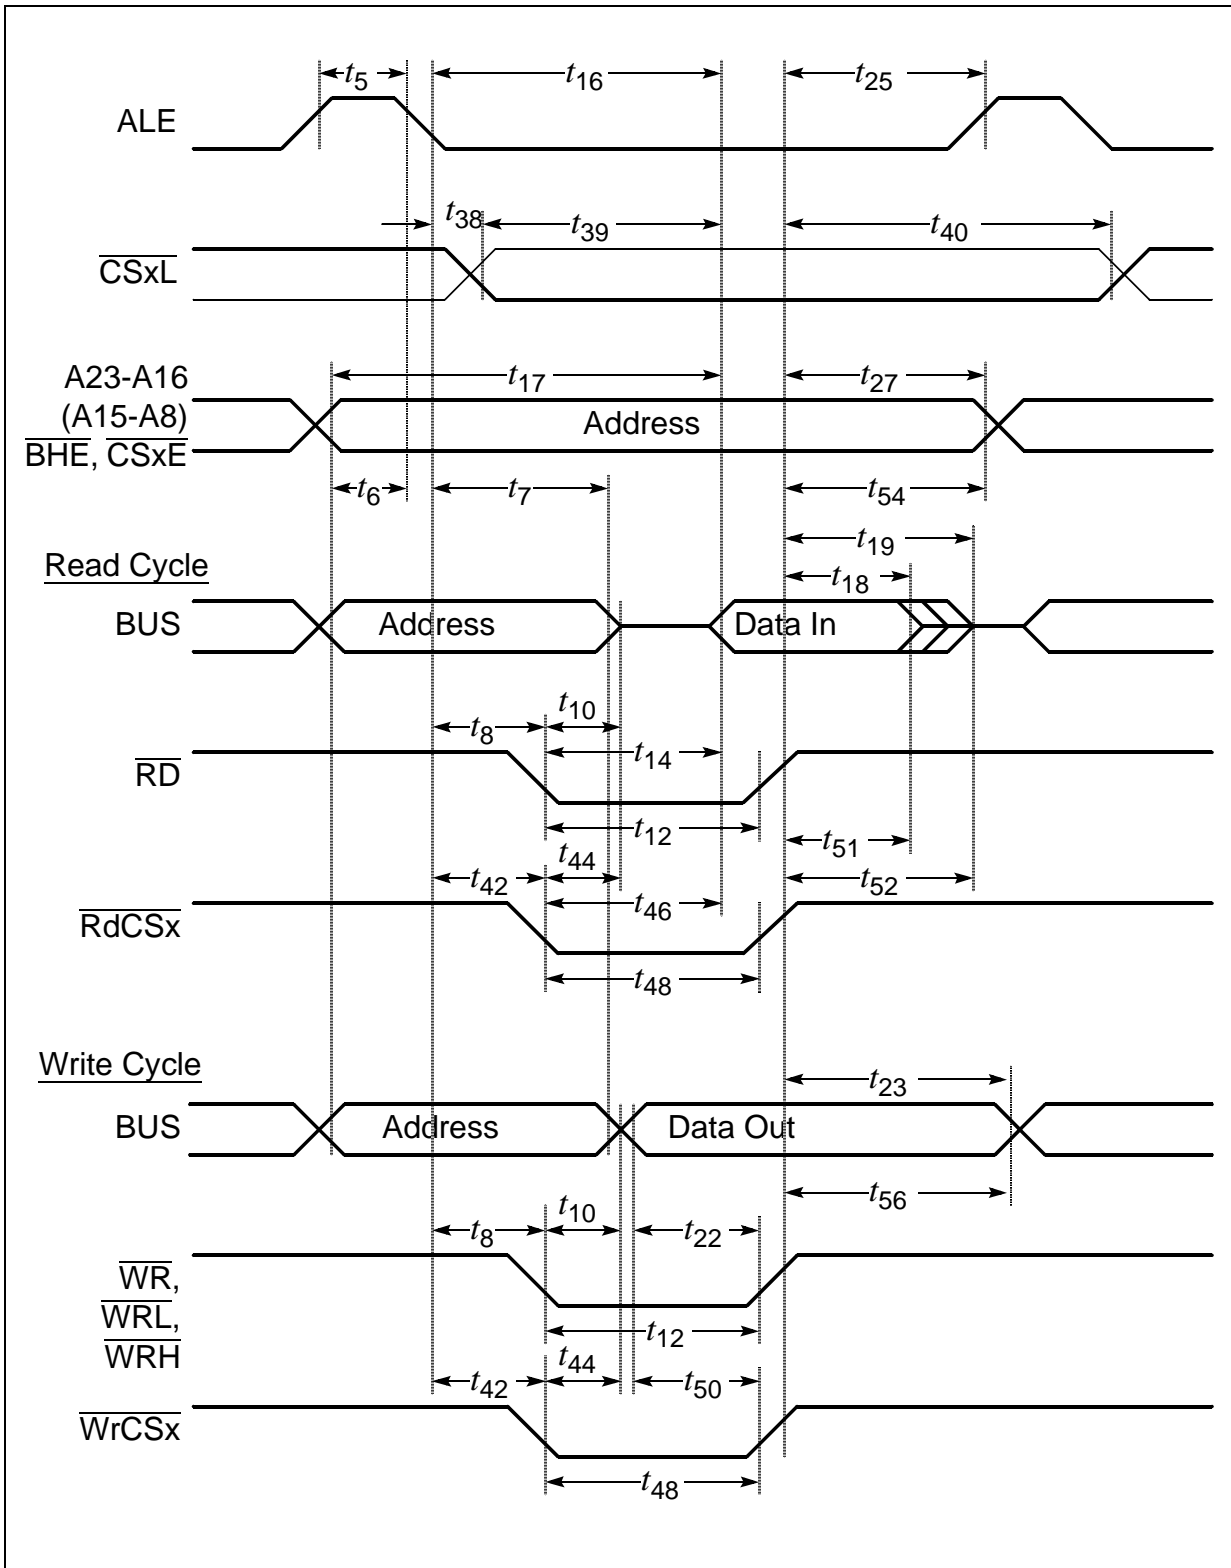 t5 t16 t25
ALE
t38 t39 t40
CSxL
A23-A16 t17 t27
(A15-A8) Address
BHE, CSxE
t6 t7 t54
t19
Read Cycle t18
BUS Address Data In
t10
t8 t14
RD
t12 t51
t44
t42 t46 t52
RdCSx
t48
Write Cycle
t23
BUS Address Data Out
t56
t10
t8 t22
WR,
WRL,
t12
WRH
t44
t42 t50
WrCSx
t48